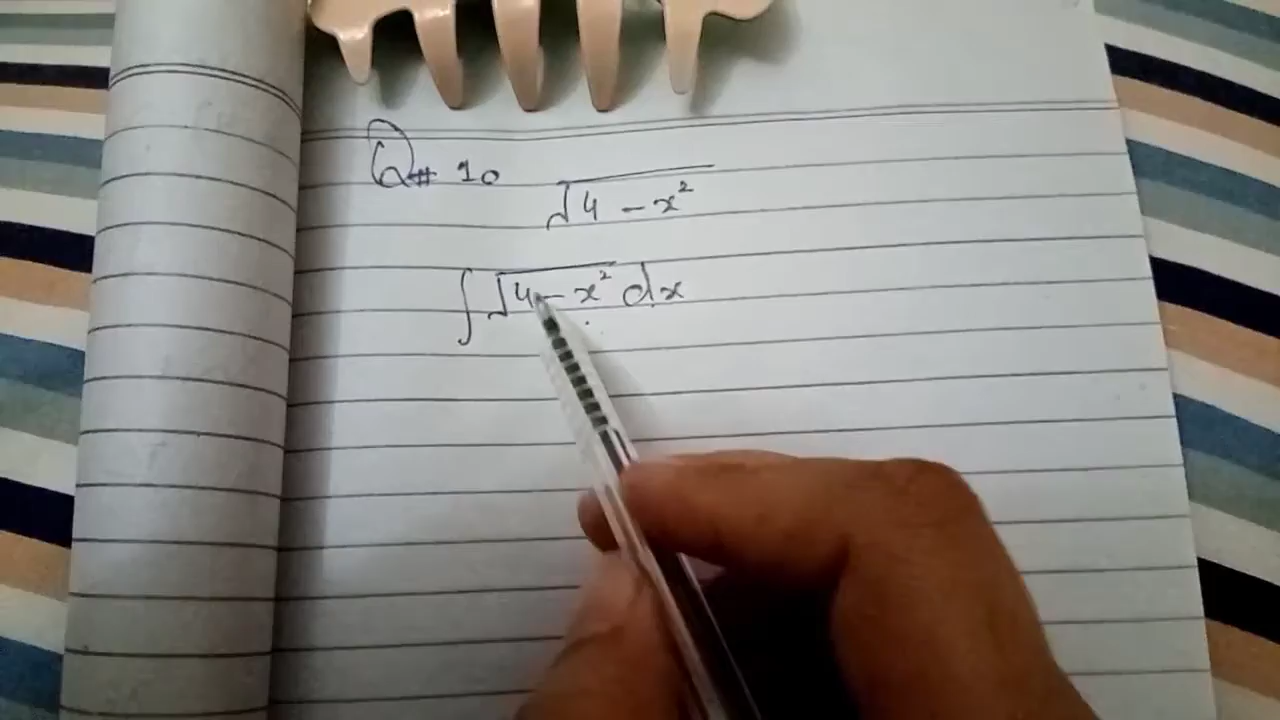 Q# 10
√4 - x²
∫ √4 - x² dx